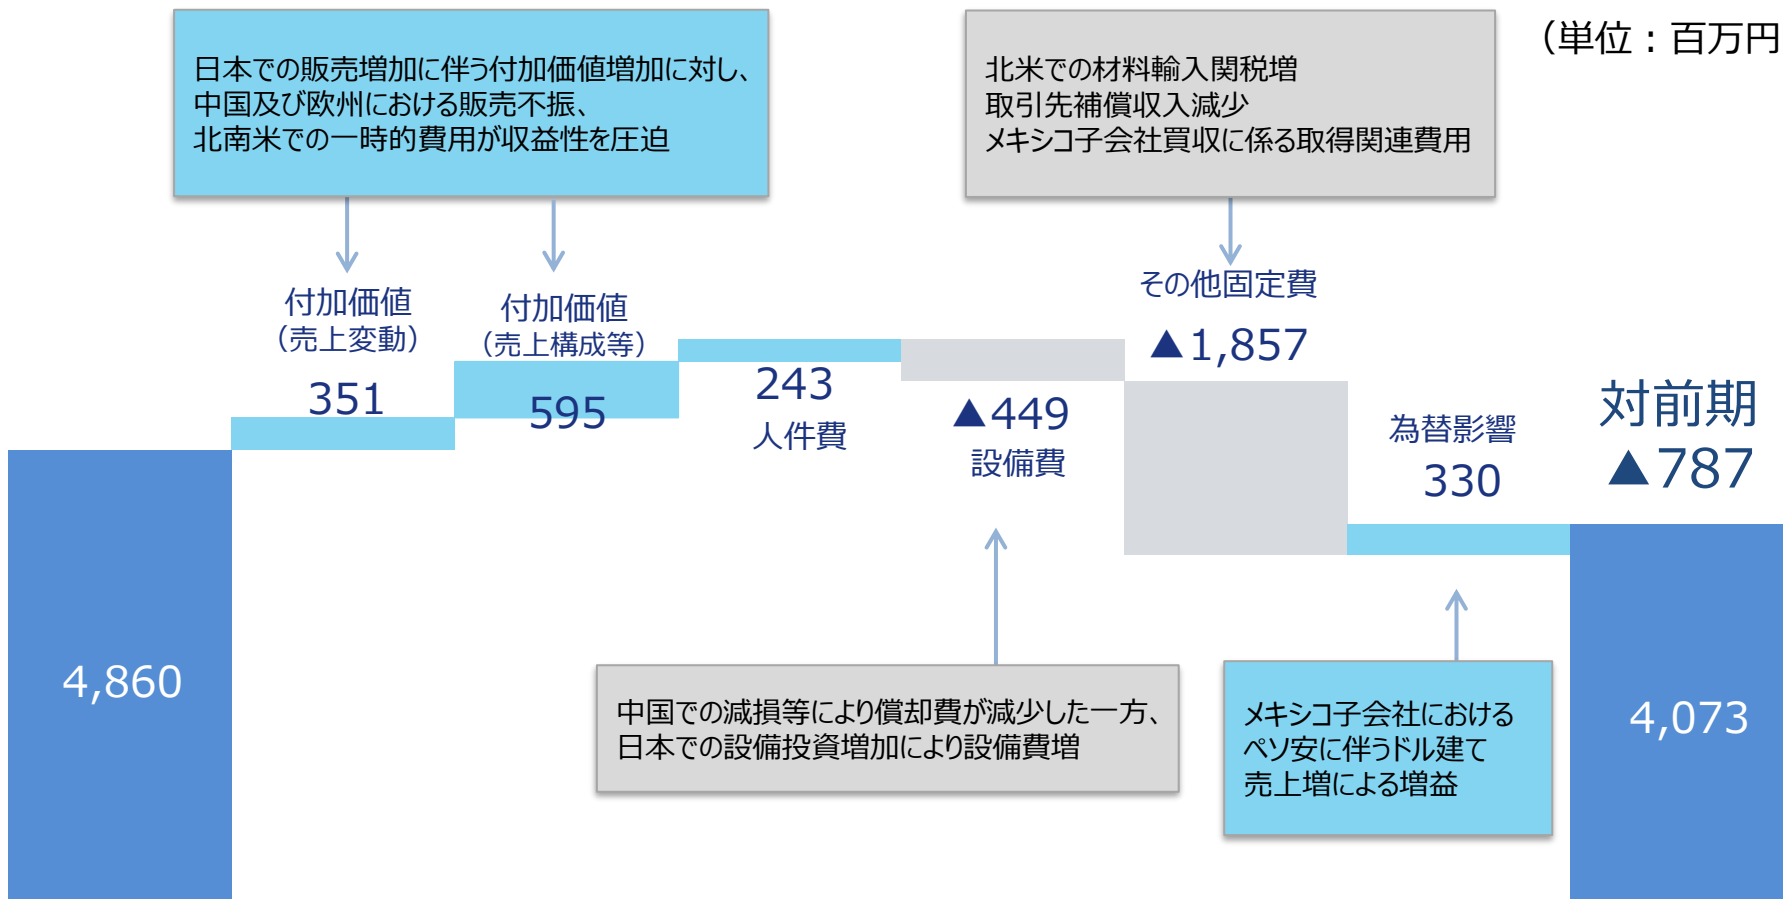 （単位：百万円
日本での販売増加に伴う付加価値増加に対し、
中国及び欧州における販売不振、
北南米での一時的費用が収益性を圧迫
北米での材料輸入関税増
取引先補償収入減少
メキシコ子会社買収に係る取得関連費用
付加価値
（売上変動）
351
付加価値
（売上構成等）
595
243
人件費
▲449
設備費
その他固定費
▲1,857
為替影響
330
対前期
▲787
4,860
中国での減損等により償却費が減少した一方、
日本での設備投資増加により設備費増
メキシコ子会社における
ペソ安に伴うドル建て
売上増による増益
4,073